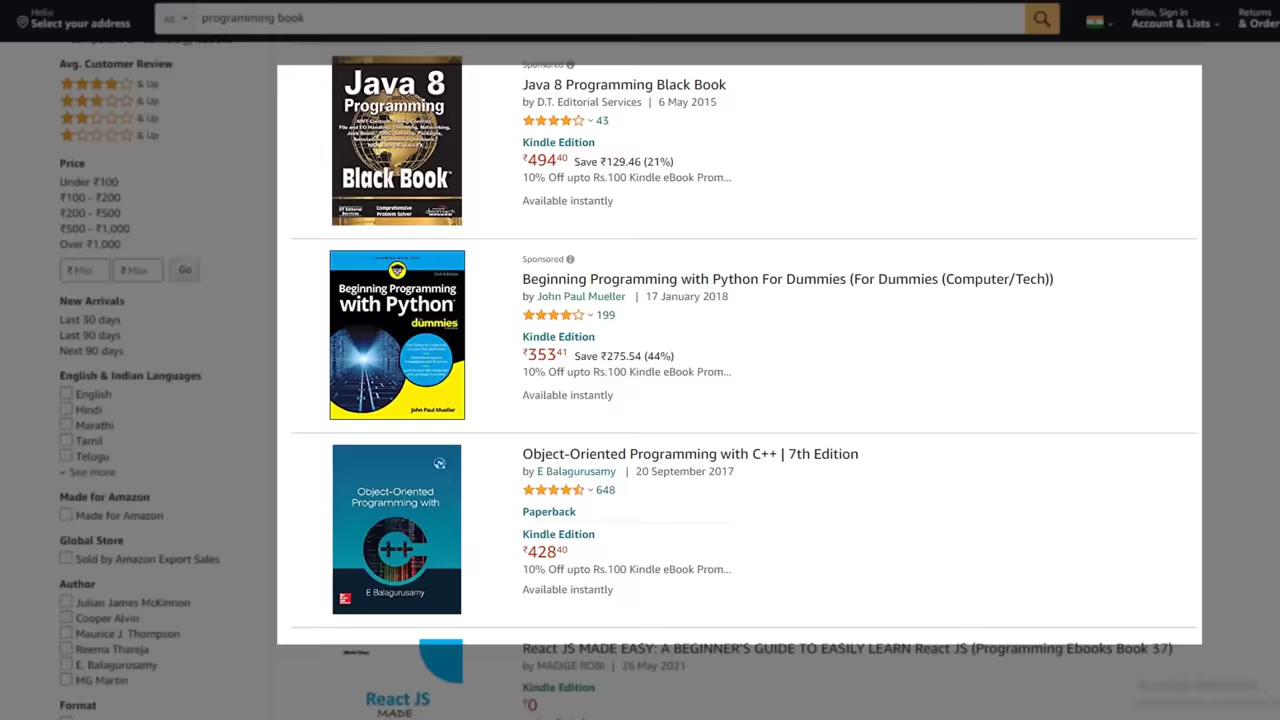 Hello
Select your address
All
programming book
Hello, Sign in
Account & Lists
Returns
& Order
Avg. Customer Review
& Up
& Up
& Up
& Up
Price
Under ₹100
₹100 - ₹200
₹200 - ₹500
₹500 - ₹1,000
Over ₹1,000
₹ Min
₹ Max
Go
New Arrivals
Last 30 days
Last 90 days
Next 90 days
English & Indian Languages
English
Hindi
Marathi
Tamil
Telugu
See more
Made for Amazon
Made for Amazon
Global Store
Sold by Amazon Export Sales
Author
Julian James McKinnon
Cooper Alvin
Maurice J. Thompson
Reema Thareja
E. Balagurusamy
MG Martin
Format
Java 8
Programming
Black Book
Comprehensive
Problem Solver
Sponsored
Java 8 Programming Black Book
by D.T. Editorial Services | 6 May 2015
43
Kindle Edition
₹494.40 Save ₹129.46 (21%)
10% Off upto Rs.100 Kindle eBook Prom...
Available instantly
Beginning Programming
with Python
dummies
John Paul Mueller
Sponsored
Beginning Programming with Python For Dummies (For Dummies (Computer/Tech))
by John Paul Mueller | 17 January 2018
199
Kindle Edition
₹353.41 Save ₹275.54 (44%)
10% Off upto Rs.100 Kindle eBook Prom...
Available instantly
Object-Oriented
Programming with
C++
E Balagurusamy
Object-Oriented Programming with C++ | 7th Edition
by E Balagurusamy | 20 September 2017
648
Paperback
Kindle Edition
₹428.40
10% Off upto Rs.100 Kindle eBook Prom...
Available instantly
React JS
MADE
React JS MADE EASY: A BEGINNER'S GUIDE TO EASILY LEARN React JS (Programming Ebooks Book 37)
by MAGIGE ROBI | 26 May 2021
Kindle Edition
₹0